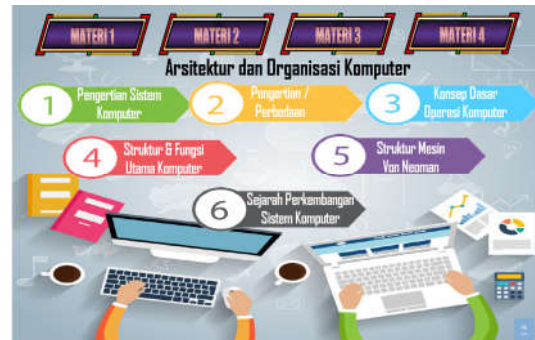 MATERI 1
MATERI 2
MATERI 3
MATERI 4
Arsitektur dan Organisasi Komputer
1
Pengertian Sistem
Komputer
2
Pengertian /
Perbedaan
3
Konsep Dasar
Operasi Komputer
4
Struktur & Fungsi
Utama Komputer
5
Struktur Mesin
Von Neoman
6
Sejarah Perkembangan
Sistem Komputer